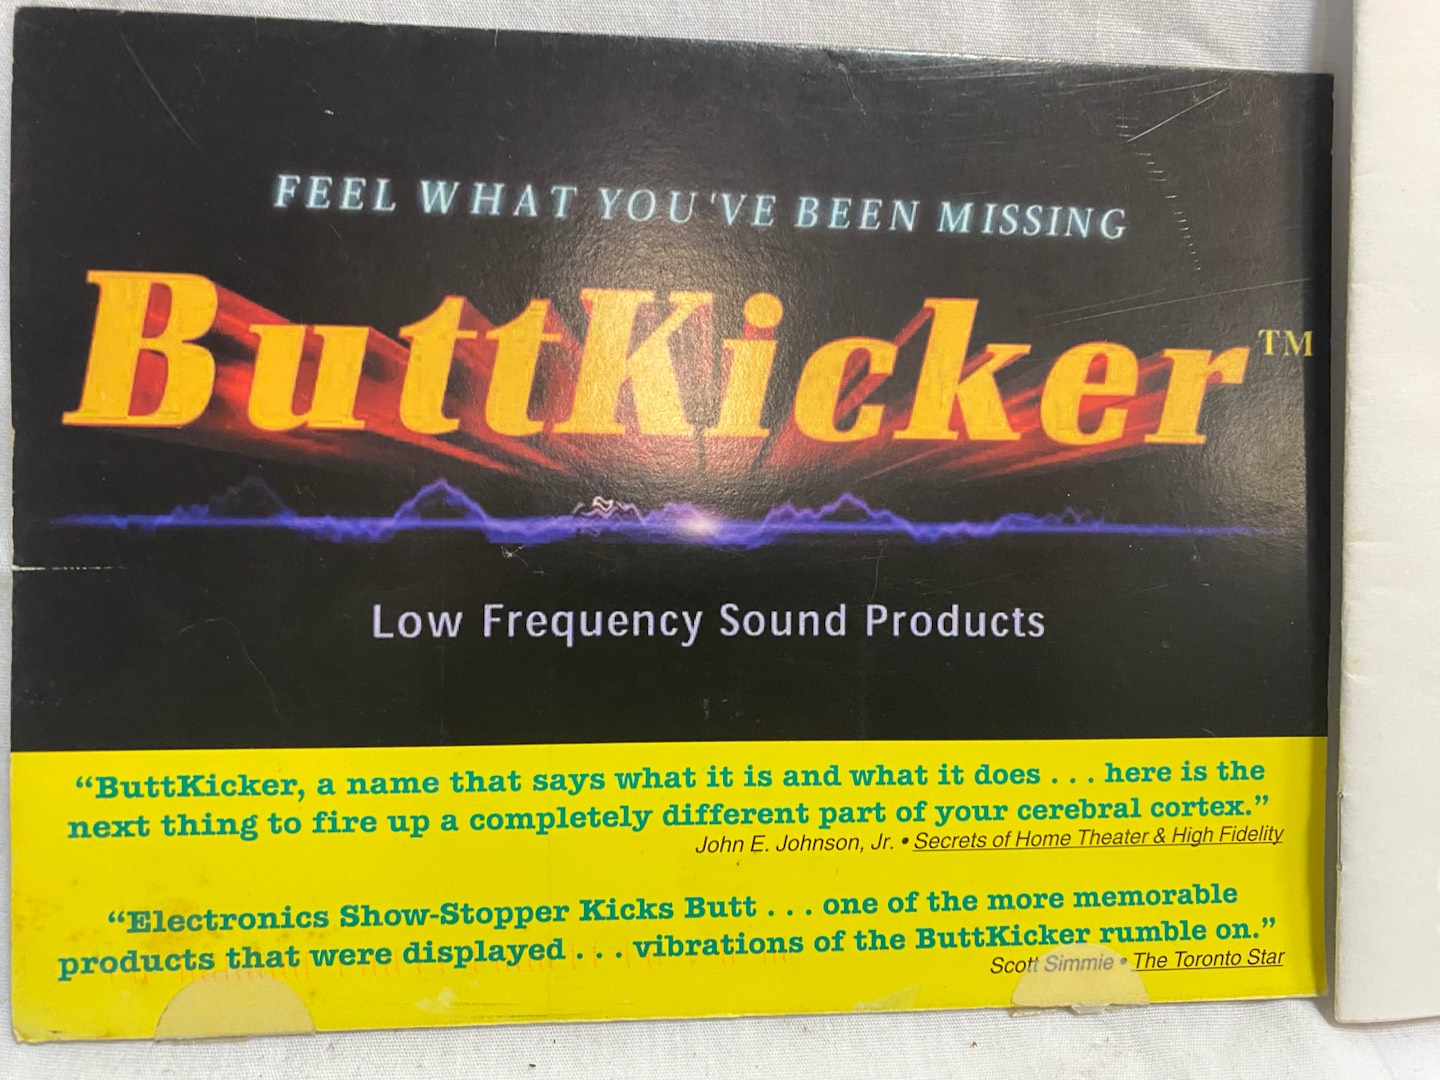 FEEL WHAT YOU'VE BEEN MISSING
ButtKicker™
Low Frequency Sound Products
“ButtKicker, a name that says what it is and what it does . . . here is the
next thing to fire up a completely different part of your cerebral cortex.”
John E. Johnson, Jr. • Secrets of Home Theater & High Fidelity
“Electronics Show-Stopper Kicks Butt . . . one of the more memorable
products that were displayed . . . vibrations of the ButtKicker rumble on.”
Scott Simmie • The Toronto Star